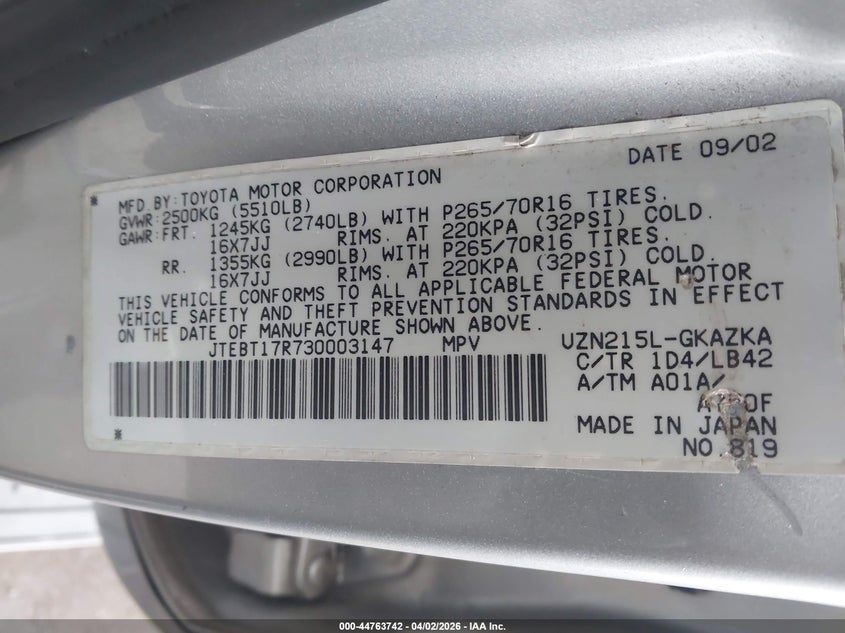 DATE 09/02
MFD. BY: TOYOTA MOTOR CORPORATION
GVWR: 2500KG (5510LB)
GAWR: FRT. 1245KG (2740LB) WITH P265/70R16 TIRES.
16X7JJ RIMS. AT 220KPA (32PSI) COLD.
RR. 1355KG (2990LB) WITH P265/70R16 TIRES.
16X7JJ RIMS. AT 220KPA (32PSI) COLD.
THIS VEHICLE CONFORMS TO ALL APPLICABLE FEDERAL MOTOR
VEHICLE SAFETY AND THEFT PREVENTION STANDARDS IN EFFECT
ON THE DATE OF MANUFACTURE SHOWN ABOVE.
JTEBT17R730003147 MPV VZN215L-GKAZKA
C/TR 1D4/LB42
A/TM A01A/
MADE IN JAPAN
NO. 819
000-44763742 - 04/02/2026 - IAA Inc.